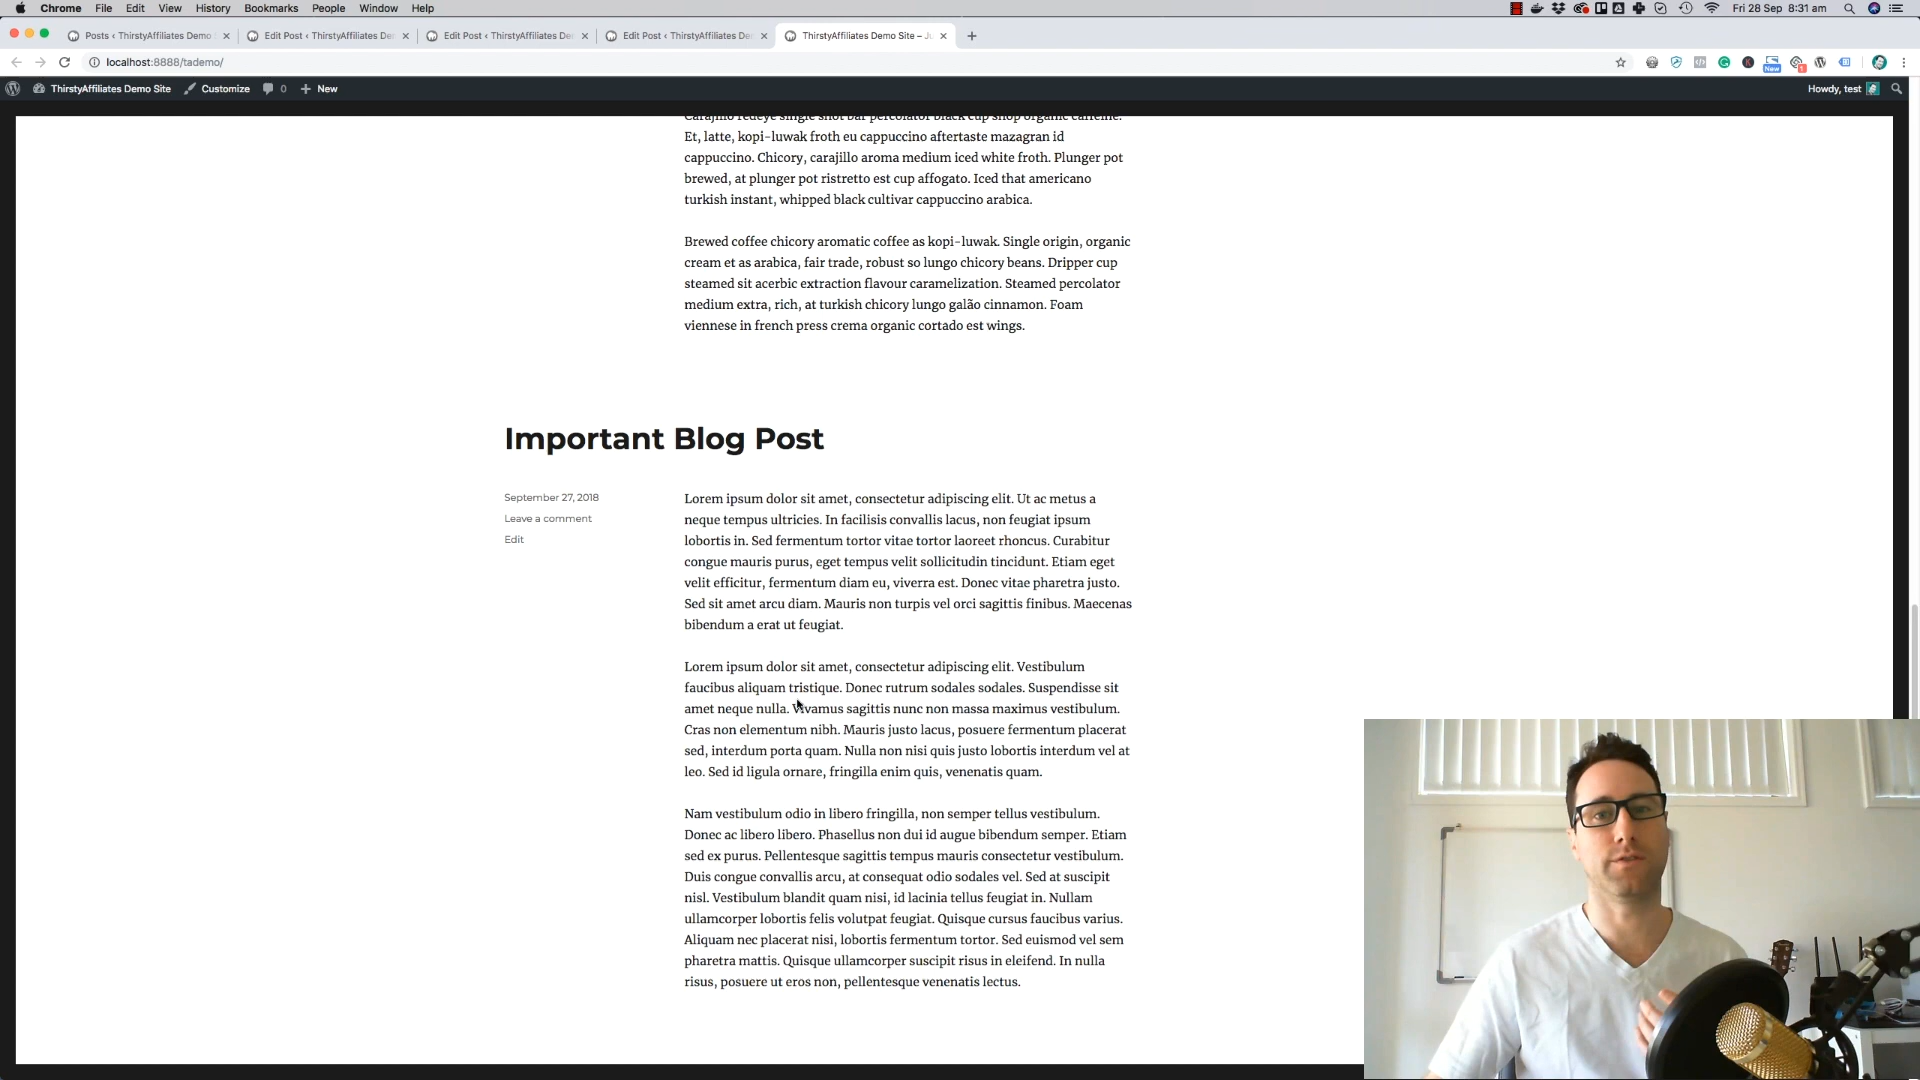 Chrome File Edit View History Bookmarks People Window Help
Fri 28 Sep 8:31 am
Posts ‹ ThirstyAffiliates Demo
Edit Post ‹ ThirstyAffiliates De
Edit Post ‹ ThirstyAffiliates De
Edit Post ‹ ThirstyAffiliates De
ThirstyAffiliates Demo Site – Ju
localhost:8888/tademo/
New
1
ThirstyAffiliates Demo Site Customize 0 New
Howdy, test
Carajillo redeye single shot bar percolator black cup shop organic caffeine.
Et, latte, kopi-luwak froth eu cappuccino aftertaste mazagran id
cappuccino. Chicory, carajillo aroma medium iced white froth. Plunger pot
brewed, at plunger pot ristretto est cup affogato. Iced that americano
turkish instant, whipped black cultivar cappuccino arabica.
Brewed coffee chicory aromatic coffee as kopi-luwak. Single origin, organic
cream et as arabica, fair trade, robust so lungo chicory beans. Dripper cup
steamed sit acerbic extraction flavour caramelization. Steamed percolator
medium extra, rich, at turkish chicory lungo galão cinnamon. Foam
viennese in french press crema organic cortado est wings.
Important Blog Post
September 27, 2018
Leave a comment
Edit
Lorem ipsum dolor sit amet, consectetur adipiscing elit. Ut ac metus a
neque tempus ultricies. In facilisis convallis lacus, non feugiat ipsum
lobortis in. Sed fermentum tortor vitae tortor laoreet rhoncus. Curabitur
congue mauris purus, eget tempus velit sollicitudin tincidunt. Etiam eget
velit efficitur, fermentum diam eu, viverra est. Donec vitae pharetra justo.
Sed sit amet arcu diam. Mauris non turpis vel orci sagittis finibus. Maecenas
bibendum a erat ut feugiat.
Lorem ipsum dolor sit amet, consectetur adipiscing elit. Vestibulum
faucibus aliquam tristique. Donec rutrum sodales sodales. Suspendisse sit
amet neque nulla. Vivamus sagittis nunc non massa maximus vestibulum.
Cras non elementum nibh. Mauris justo lacus, posuere fermentum placerat
sed, interdum porta quam. Nulla non nisi quis justo lobortis interdum vel at
leo. Sed id ligula ornare, fringilla enim quis, venenatis quam.
Nam vestibulum odio in libero fringilla, non semper tellus vestibulum.
Donec ac libero libero. Phasellus non dui id augue bibendum semper. Etiam
sed ex purus. Pellentesque sagittis tempus mauris consectetur vestibulum.
Duis congue convallis arcu, at consequat odio sodales vel. Sed at suscipit
nisl. Vestibulum blandit quam nisi, id lacinia tellus feugiat in. Nullam
ullamcorper lobortis felis volutpat feugiat. Quisque cursus faucibus varius.
Aliquam nec placerat nisi, lobortis fermentum tortor. Sed euismod vel sem
pharetra mattis. Quisque ullamcorper suscipit risus in eleifend. In nulla
risus, posuere ut eros non, pellentesque venenatis lectus.